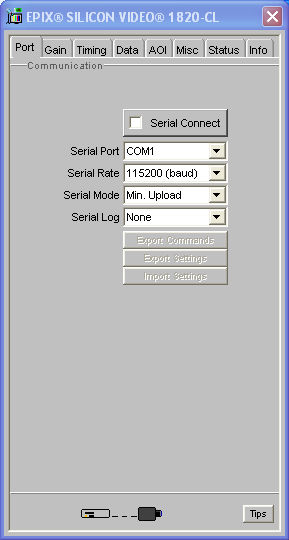 EPIX® SILICON VIDEO® 1820-CL
Port Gain Timing Data AOI Misc Status Info
Communication
Serial Connect
Serial Port COM1
Serial Rate 115200 (baud)
Serial Mode Min. Upload
Serial Log None
Export Commands
Export Settings
Import Settings
Tips